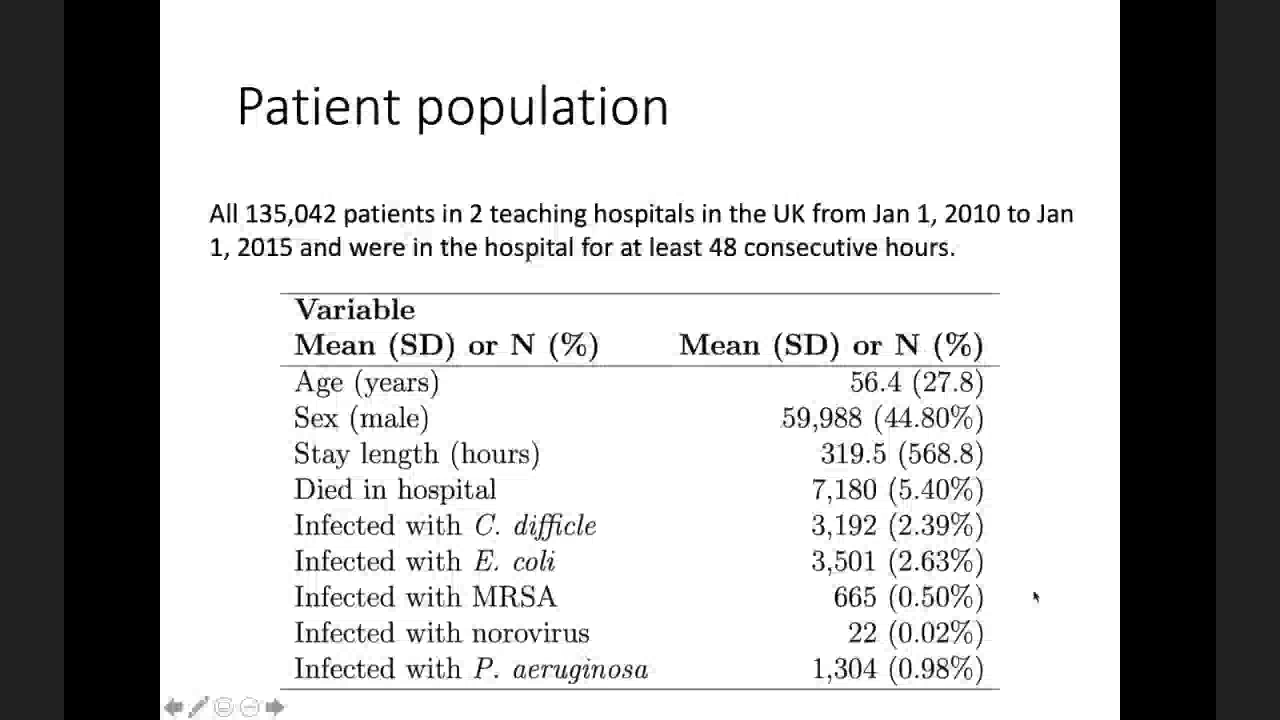 Patient population
All 135,042 patients in 2 teaching hospitals in the UK from Jan 1, 2010 to Jan
1, 2015 and were in the hospital for at least 48 consecutive hours.
Variable
Mean (SD) or N (%) Mean (SD) or N (%)
Age (years) 56.4 (27.8)
Sex (male) 59,988 (44.80%)
Stay length (hours) 319.5 (568.8)
Died in hospital 7,180 (5.40%)
Infected with C. difficle 3,192 (2.39%)
Infected with E. coli 3,501 (2.63%)
Infected with MRSA 665 (0.50%)
Infected with norovirus 22 (0.02%)
Infected with P. aeruginosa 1,304 (0.98%)